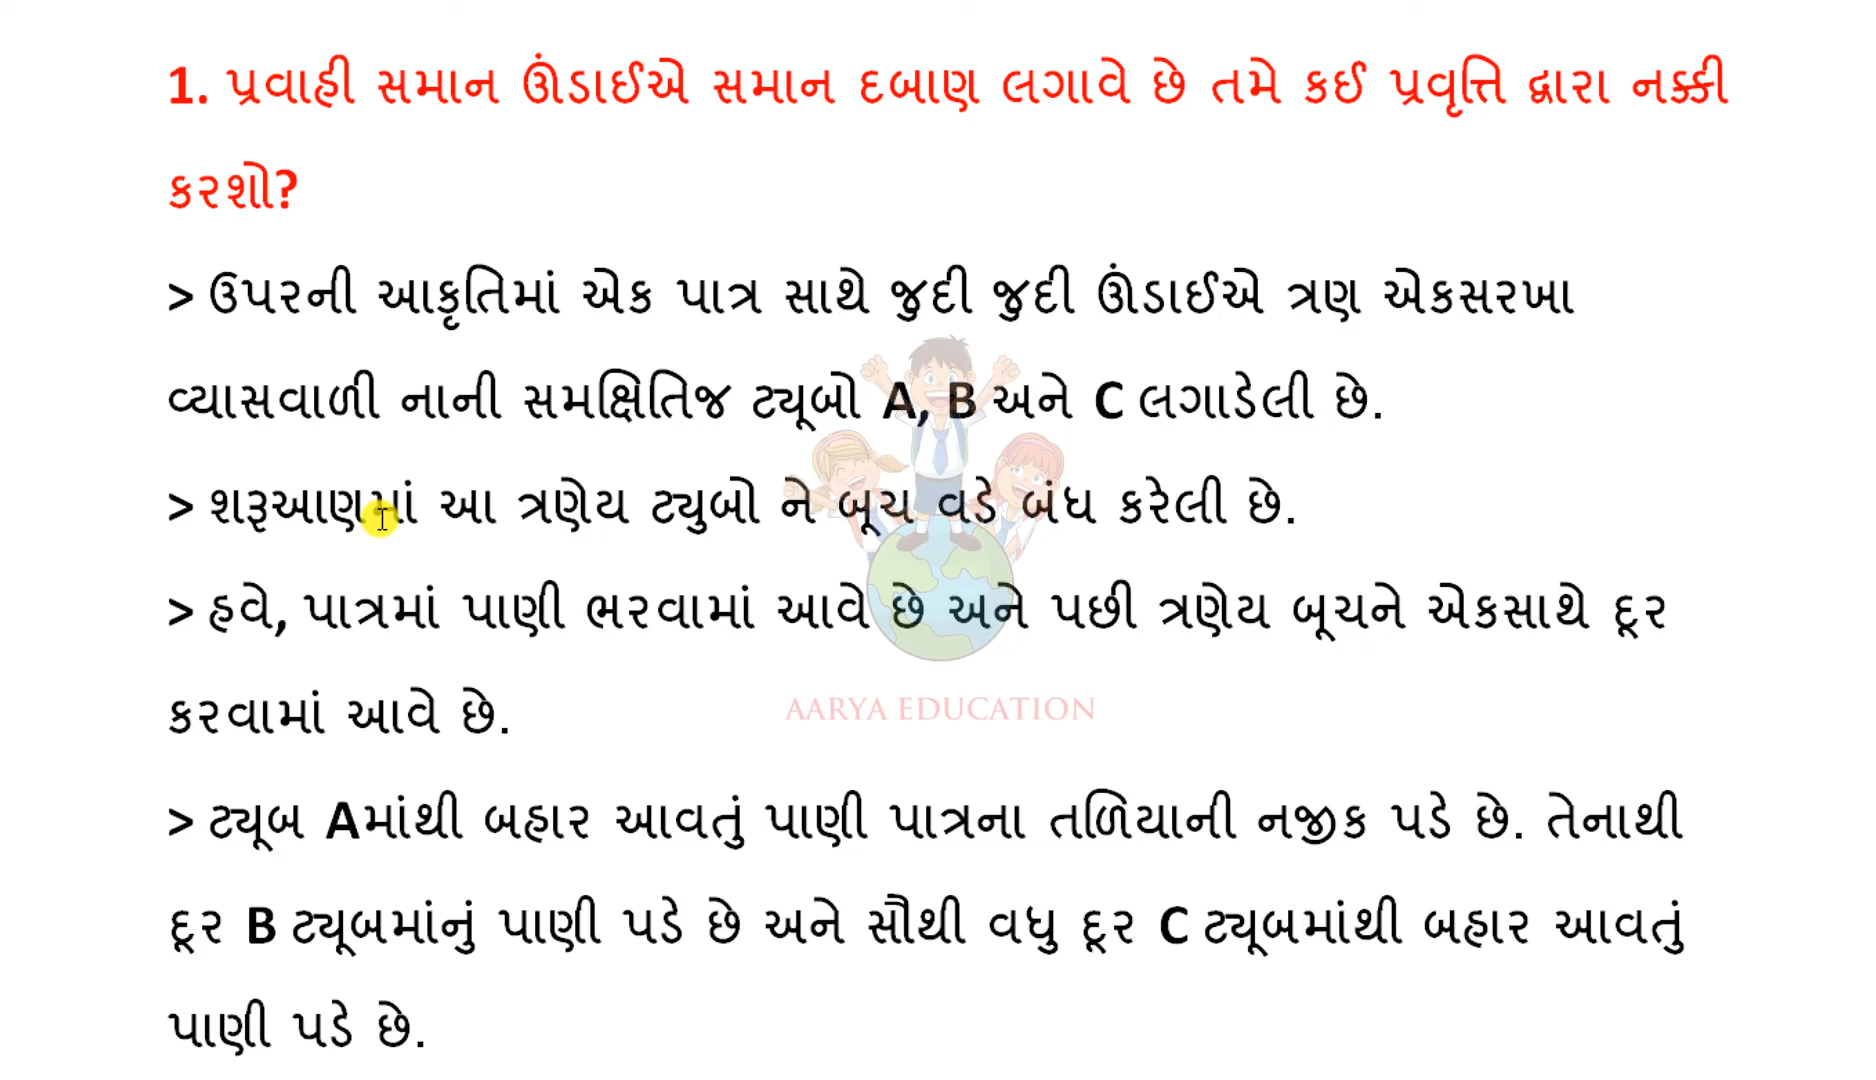 1. પ્રવાહી સમાન ઊંડાઈએ સમાન દબાણ લગાવે છે તમે કઈ પ્રવૃત્તિ દ્વારા નક્કી
કરશો?
> ઉપરની આકૃતિમાં એક પાત્ર સાથે જુદી જુદી ઊંડાઈએ ત્રણ એકસરખા
વ્યાસવાળી નાની સમક્ષિતિજ ટ્યૂબો A, B અને C લગાડેલી છે.
> શરૂઆણમાં આ ત્રણેય ટ્યુબો ને બૂચ વડે બંધ કરેલી છે.
> હવે, પાત્રમાં પાણી ભરવામાં આવે છે અને પછી ત્રણેય બૂચને એકસાથે દૂર
કરવામાં આવે છે.
AARYA EDUCATION
> ટ્યૂબ Aમાંથી બહાર આવતું પાણી પાત્રના તળિયાની નજીક પડે છે. તેનાથી
દૂર B ટ્યૂબમાંનું પાણી પડે છે અને સૌથી વધુ દૂર C ટ્યૂબમાંથી બહાર આવતું
પાણી પડે છે.